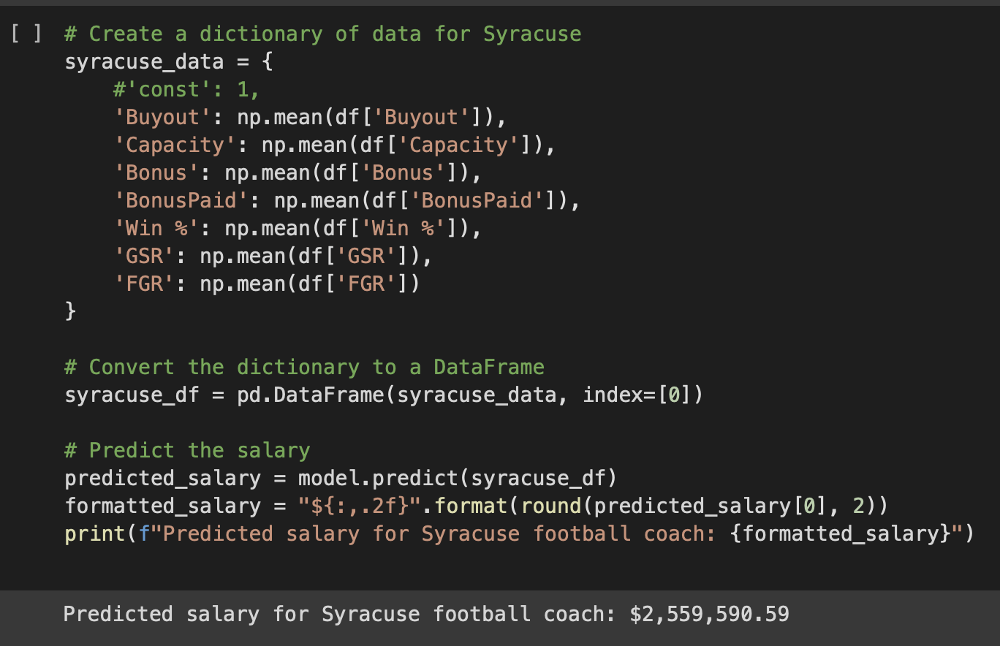 [ ] # Create a dictionary of data for Syracuse
syracuse_data = {
    #'const': 1,
    'Buyout': np.mean(df['Buyout']),
    'Capacity': np.mean(df['Capacity']),
    'Bonus': np.mean(df['Bonus']),
    'BonusPaid': np.mean(df['BonusPaid']),
    'Win %': np.mean(df['Win %']),
    'GSR': np.mean(df['GSR']),
    'FGR': np.mean(df['FGR'])
}

# Convert the dictionary to a DataFrame
syracuse_df = pd.DataFrame(syracuse_data, index=[0])

# Predict the salary
predicted_salary = model.predict(syracuse_df)
formatted_salary = "${:,.2f}".format(round(predicted_salary[0], 2))
print(f"Predicted salary for Syracuse football coach: {formatted_salary}")

Predicted salary for Syracuse football coach: $2,559,590.59